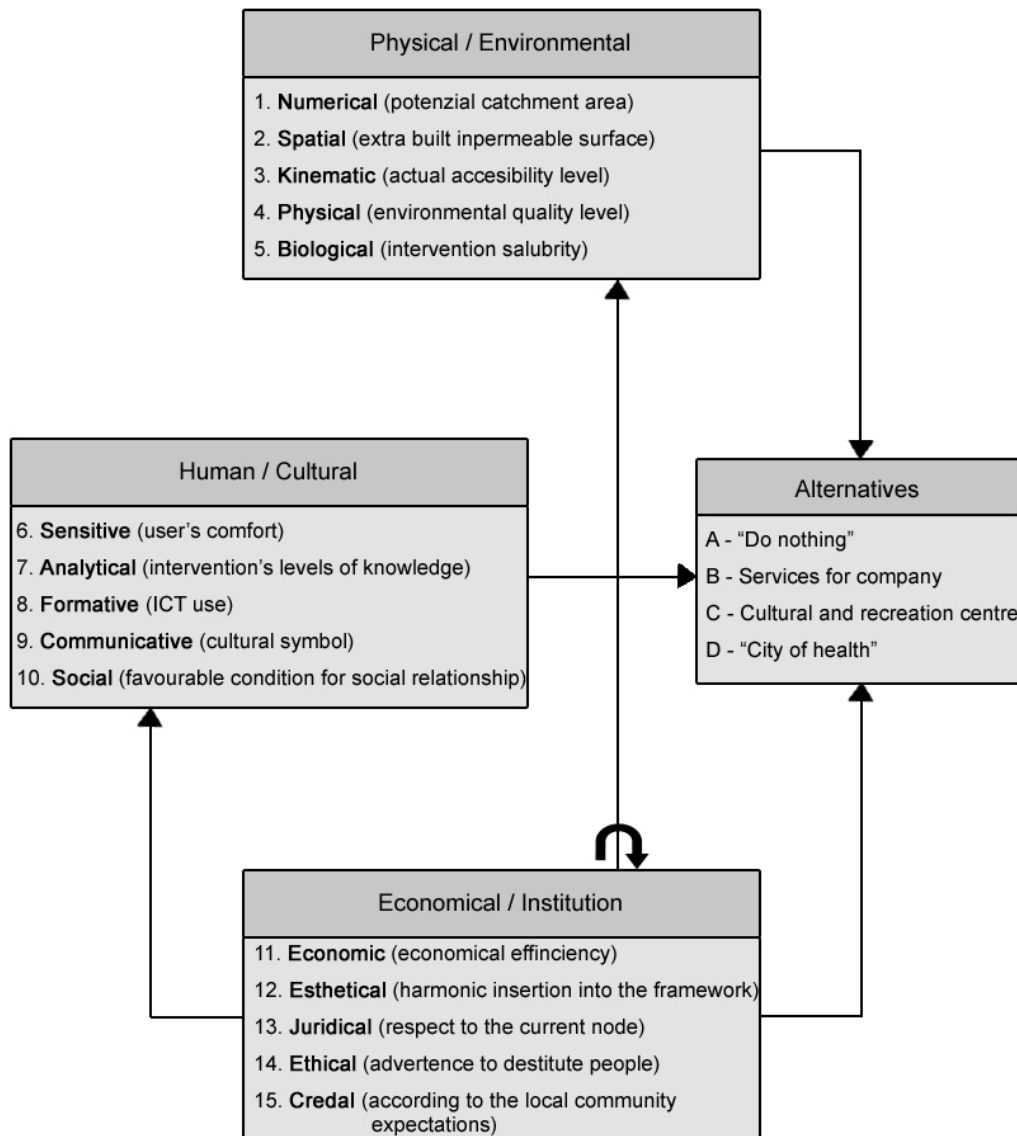 Physical / Environmental
1. Numerical (potenzial catchment area)
2. Spatial (extra built inpermeable surface)
3. Kinematic (actual accesibility level)
4. Physical (environmental quality level)
5. Biological (intervention salubrity)
Human / Cultural
6. Sensitive (user's comfort)
7. Analytical (intervention's levels of knowledge)
8. Formative (ICT use)
9. Communicative (cultural symbol)
10. Social (favourable condition for social relationship)
Alternatives
A - “Do nothing”
B - Services for company
C - Cultural and recreation centre
D - “City of health”
Economical / Institution
11. Economic (economical effinciency)
12. Esthetical (harmonic insertion into the framework)
13. Juridical (respect to the current node)
14. Ethical (advertence to destitute people)
15. Credal (according to the local community
expectations)